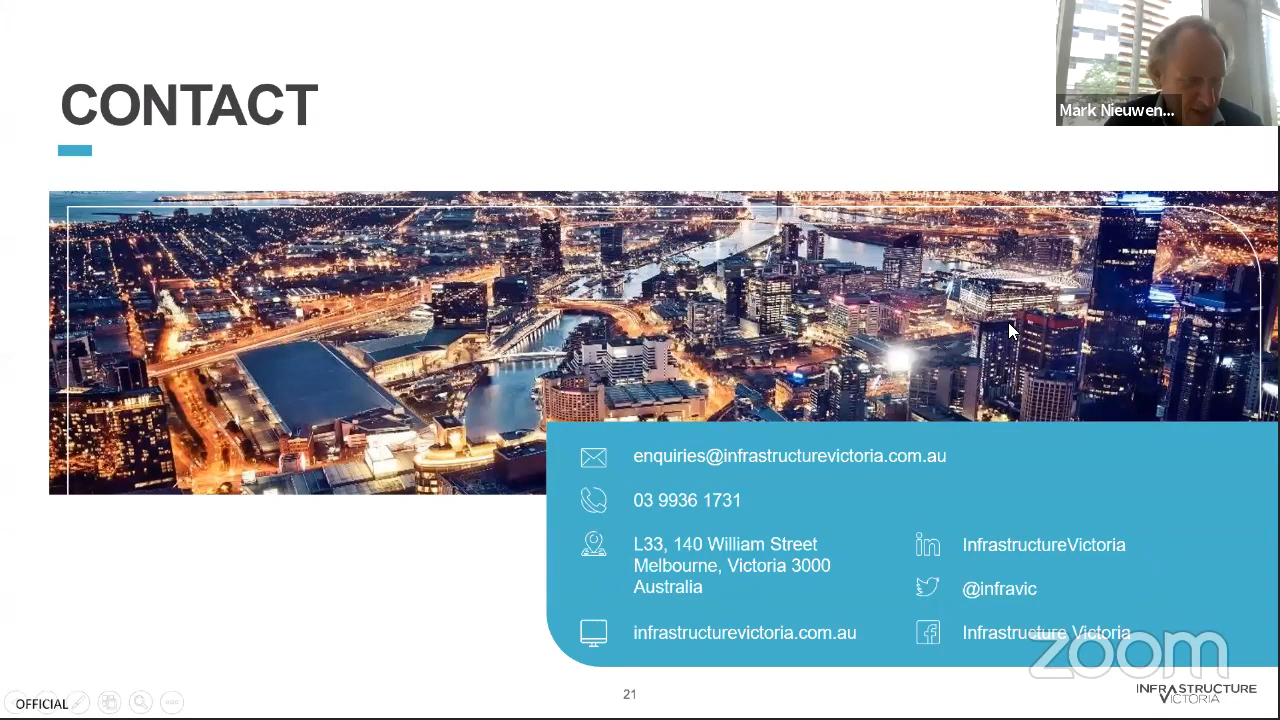 CONTACT
Mark Nieuwen...
enquiries@infrastructurevictoria.com.au
03 9936 1731
L33, 140 William Street
Melbourne, Victoria 3000
Australia
infrastructurevictoria.com.au
InfrastructureVictoria
@infravic
Infrastructure Victoria
zoom
OFFICIAL
21
INFRASTRUCTURE
VICTORIA